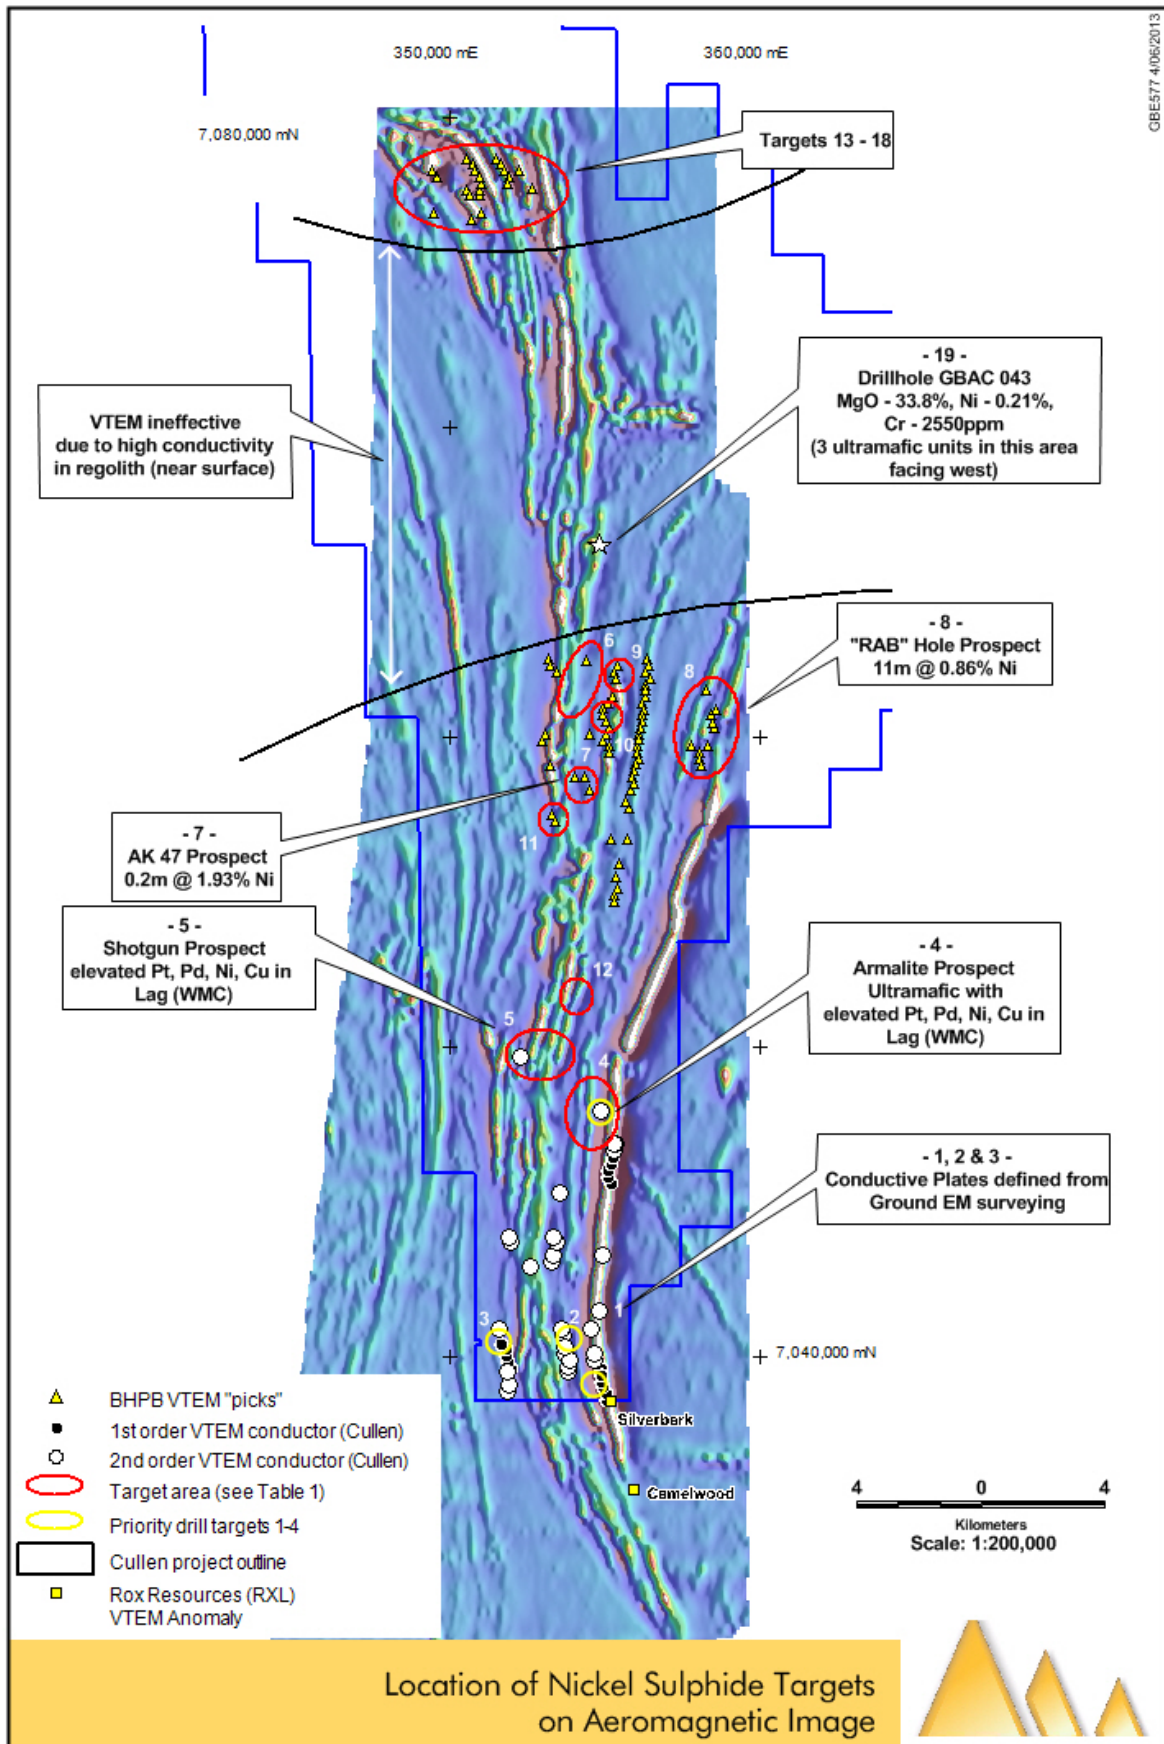 GBE577 4/06/2013
350,000 mE
360,000 mE
7,080,000 mN
Targets 13 - 18
- 19 -
Drillhole GBAC 043
MgO - 33.8%, Ni - 0.21%,
Cr - 2550ppm
(3 ultramafic units in this area
facing west)
VTEM ineffective
due to high conductivity
in regolith (near surface)
- 8 -
"RAB" Hole Prospect
11m @ 0.86% Ni
6
9
8
10
7
11
- 7 -
AK 47 Prospect
0.2m @ 1.93% Ni
- 5 -
Shotgun Prospect
elevated Pt, Pd, Ni, Cu in
Lag (WMC)
12
5
4
- 4 -
Armalite Prospect
Ultramafic with
elevated Pt, Pd, Ni, Cu in
Lag (WMC)
- 1, 2 & 3 -
Conductive Plates defined from
Ground EM surveying
3
2
1
7,040,000 mN
Silverbark
Camelwood
BHPB VTEM "picks"
1st order VTEM conductor (Cullen)
2nd order VTEM conductor (Cullen)
Target area (see Table 1)
Priority drill targets 1-4
Cullen project outline
Rox Resources (RXL)
VTEM Anomaly
4 0 4
Kilometers
Scale: 1:200,000
Location of Nickel Sulphide Targets
on Aeromagnetic Image